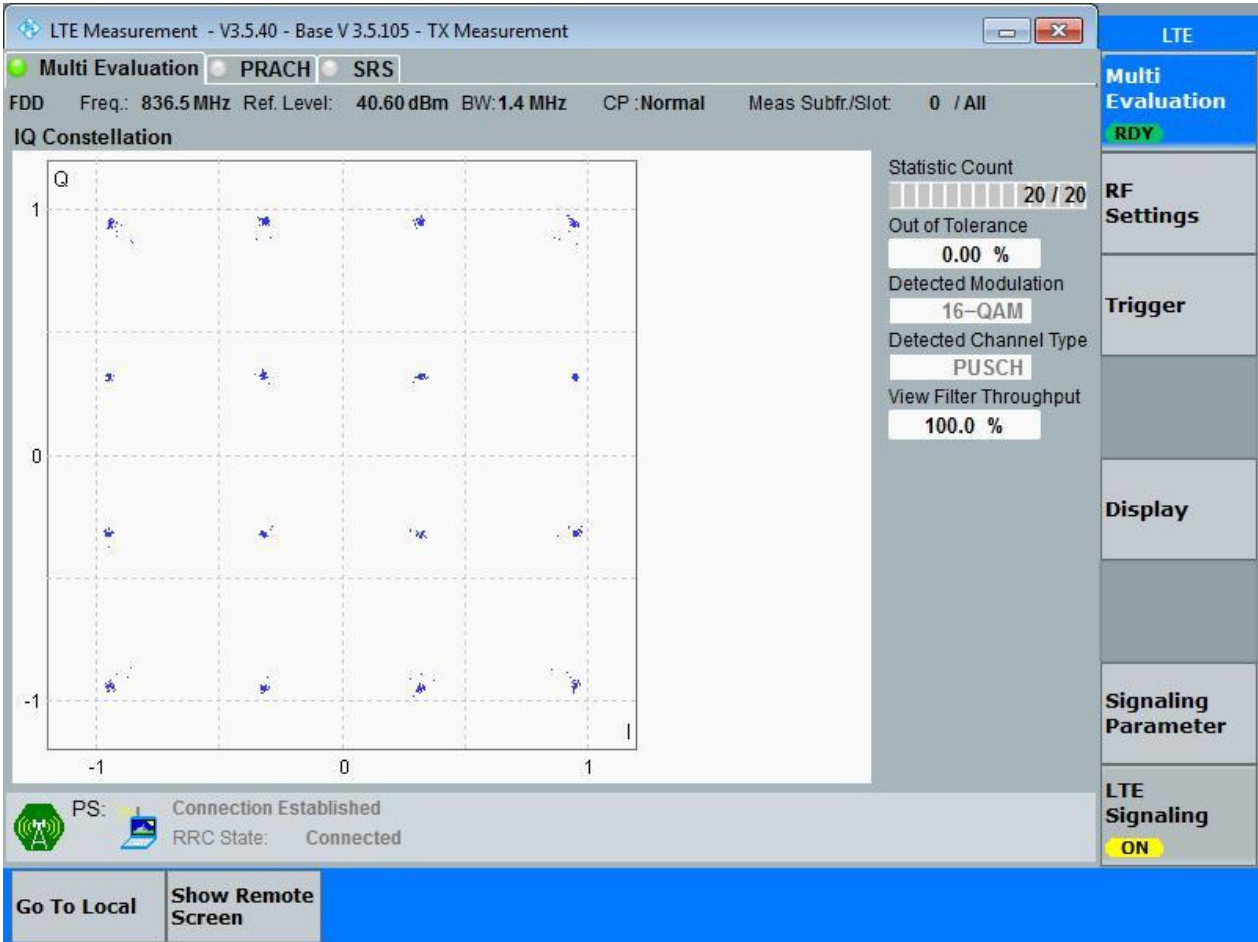 LTE Measurement - V3.5.40 - Base V 3.5.105 - TX Measurement
LTE
Multi Evaluation PRACH SRS
Multi
Evaluation
RDY
FDD Freq.: 836.5 MHz Ref. Level: 40.60 dBm BW: 1.4 MHz CP : Normal Meas Subfr./Slot: 0 / All
IQ Constellation
Q
1
0
-1
I
-1 0 1
Statistic Count
20 / 20
Out of Tolerance
0.00 %
Detected Modulation
16-QAM
Detected Channel Type
PUSCH
View Filter Throughput
100.0 %
RF
Settings
Trigger
Display
Signaling
Parameter
LTE
Signaling
ON
PS: Connection Established
RRC State: Connected
Go To Local
Show Remote
Screen